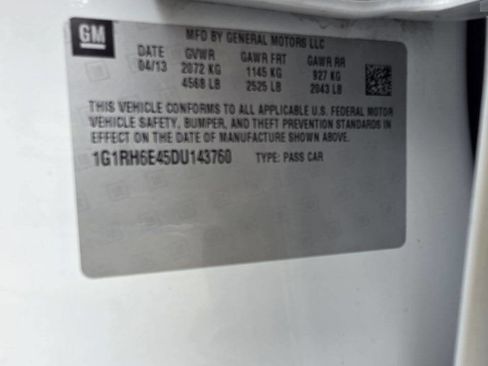 GM
MFD BY GENERAL MOTORS LLC
DATE GVWR GAWR FRT GAWR RR
04/13 2072 KG 1145 KG 927 KG
4568 LB 2525 LB 2043 LB
THIS VEHICLE CONFORMS TO ALL APPLICABLE U.S. FEDERAL MOTOR
VEHICLE SAFETY, BUMPER, AND THEFT PREVENTION STANDARDS IN
EFFECT ON THE DATE OF MANUFACTURE SHOWN ABOVE.
1G1RH6E45DU143760 TYPE: PASS CAR